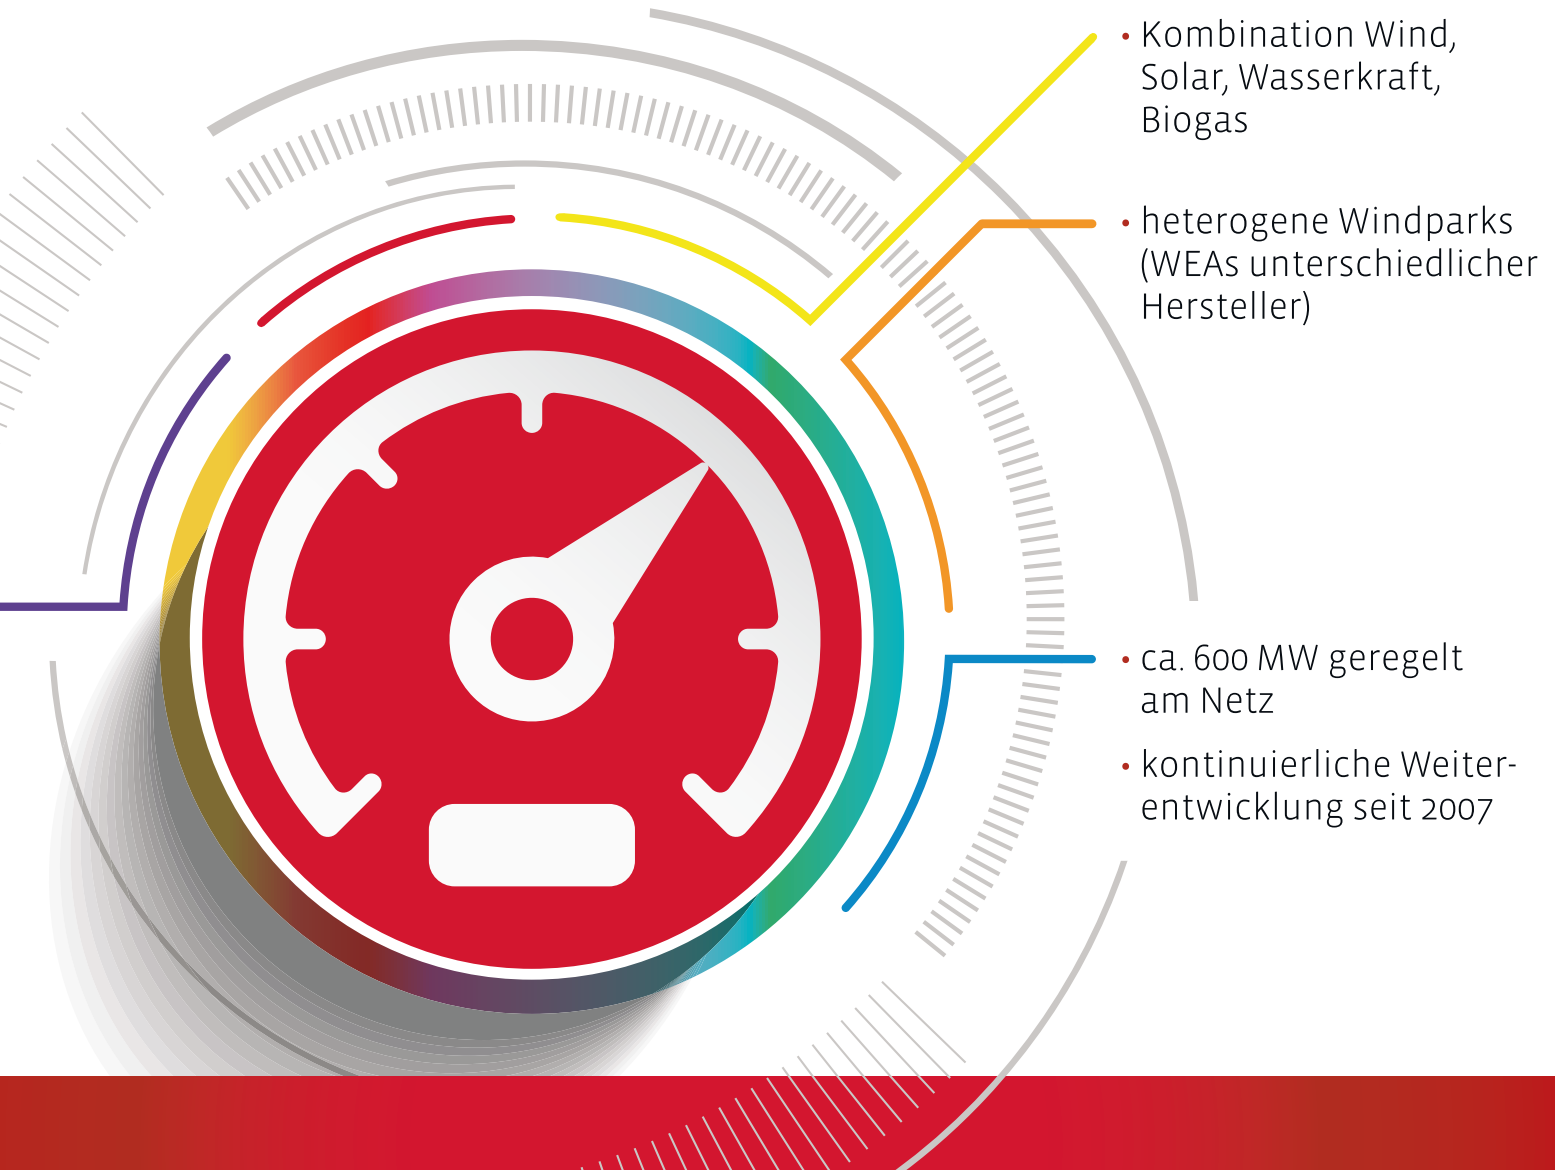 • Kombination Wind,
Solar, Wasserkraft,
Biogas
• heterogene Windparks
(WEAs unterschiedlicher
Hersteller)
• ca. 600 MW geregelt
am Netz
• kontinuierliche Weiter-
entwicklung seit 2007